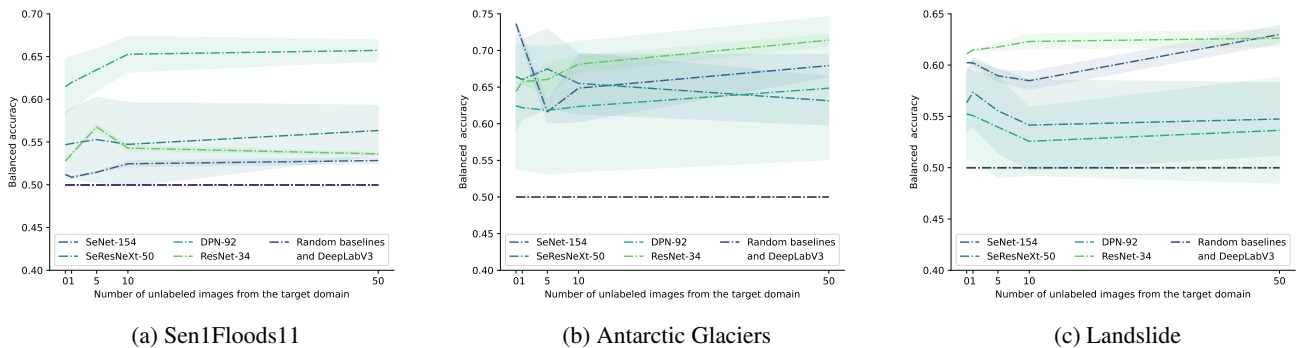 0.70
0.65
0.60
0.55
0.50
0.45
0.40
Balanced accuracy
SeNet-154
SeResNeXt-50
DPN-92
ResNet-34
Random baselines
and DeepLabV3
0 1 5 10 50
Number of unlabeled images from the target domain
(a) Sen1Floods11
0.75
0.70
0.65
0.60
0.55
0.50
0.45
0.40
Balanced accuracy
SeNet-154
SeResNeXt-50
DPN-92
ResNet-34
Random baselines
and DeepLabV3
0 1 5 10 50
Number of unlabeled images from the target domain
(b) Antarctic Glaciers
0.65
0.60
0.55
0.50
0.45
0.40
Balanced accuracy
SeNet-154
SeResNeXt-50
DPN-92
ResNet-34
Random baselines
and DeepLabV3
0 1 5 10 50
Number of unlabeled images from the target domain
(c) Landslide